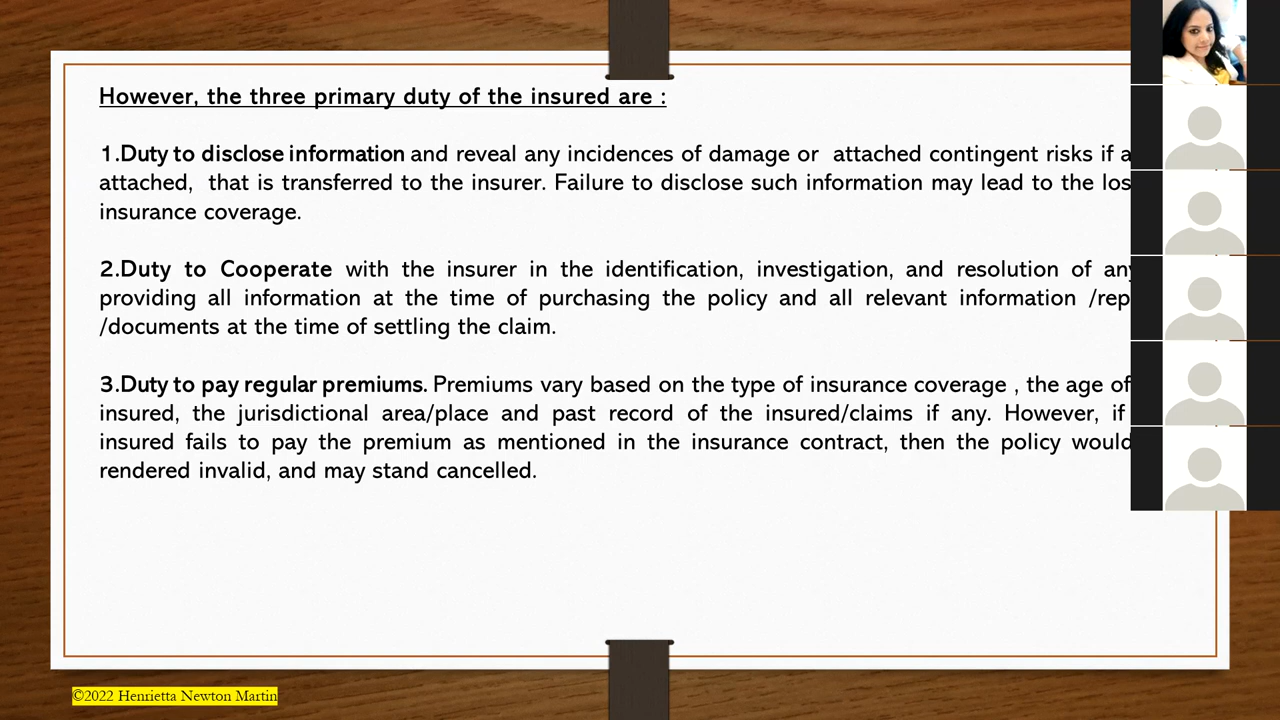 However, the three primary duty of the insured are :
1.Duty to disclose information and reveal any incidences of damage or attached contingent risks if
attached, that is transferred to the insurer. Failure to disclose such information may lead to the
insurance coverage.
2.Duty to Cooperate with the insurer in the identification, investigation, and resolution of
providing all information at the time of purchasing the policy and all relevant information
/documents at the time of settling the claim.
3.Duty to pay regular premiums. Premiums vary based on the type of insurance coverage , the age of
insured, the jurisdictional area/place and past record of the insured/claims if any. However, if
insured fails to pay the premium as mentioned in the insurance contract, then the policy would
rendered invalid, and may stand cancelled.
©2022 Henrietta Newton Martin